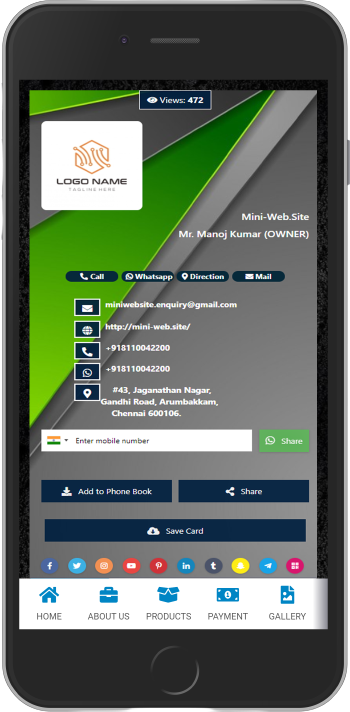 Views: 472
LOGO NAME
TAGLINE HERE
Mini-Web.Site
Mr. Manoj Kumar (OWNER)
Call Whatsapp Direction Mail
miniwebsite.enquiry@gmail.com
http://mini-web.site/
+918110042200
+918110042200
#43, Jaganathan Nagar,
Gandhi Road, Arumbakkam,
Chennai 600106.
Enter mobile number Share
Add to Phone Book Share
Save Card
HOME ABOUT US PRODUCTS PAYMENT GALLERY